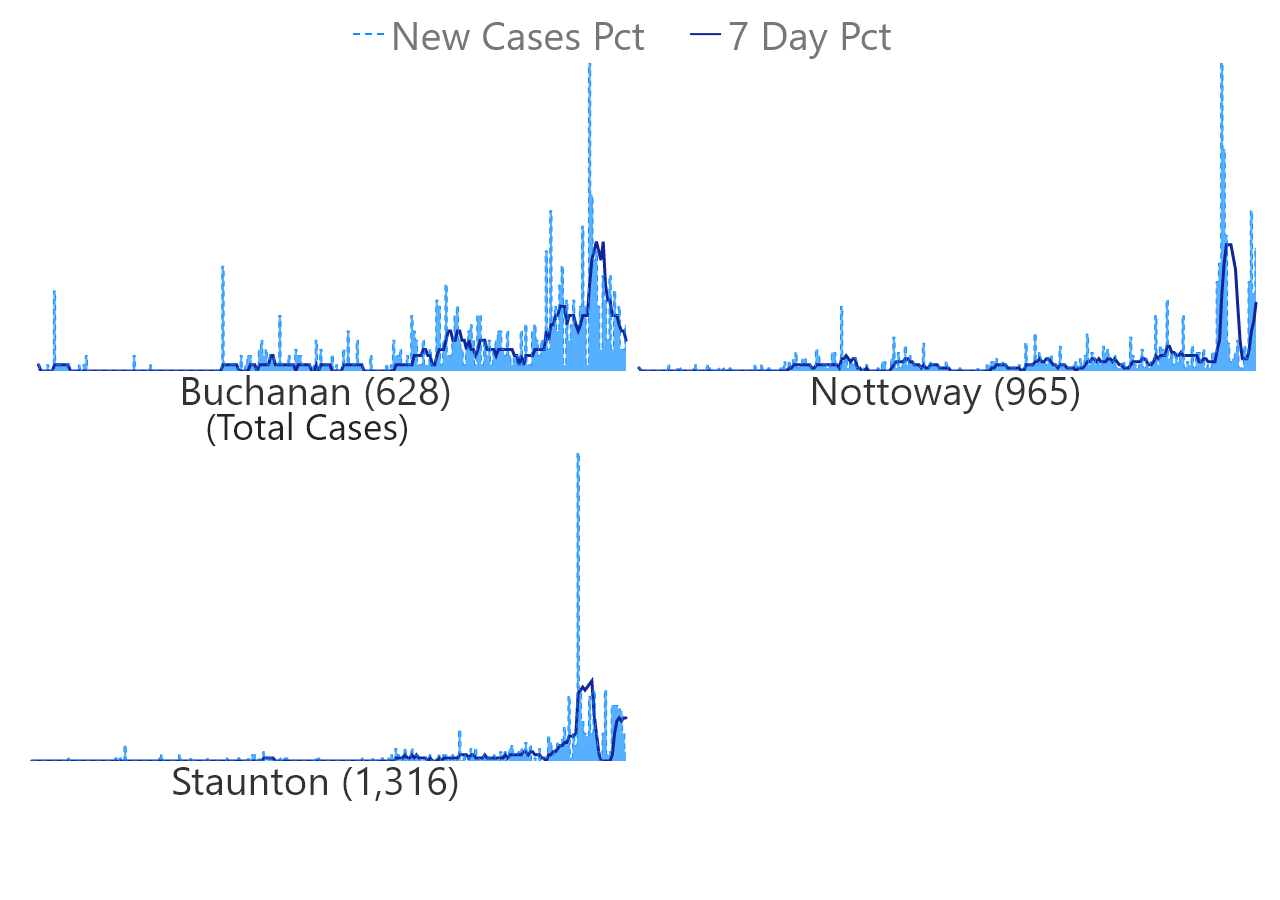 New Cases Pct 7 Day Pct
Buchanan (628)
(Total Cases)
Nottoway (965)
Staunton (1,316)